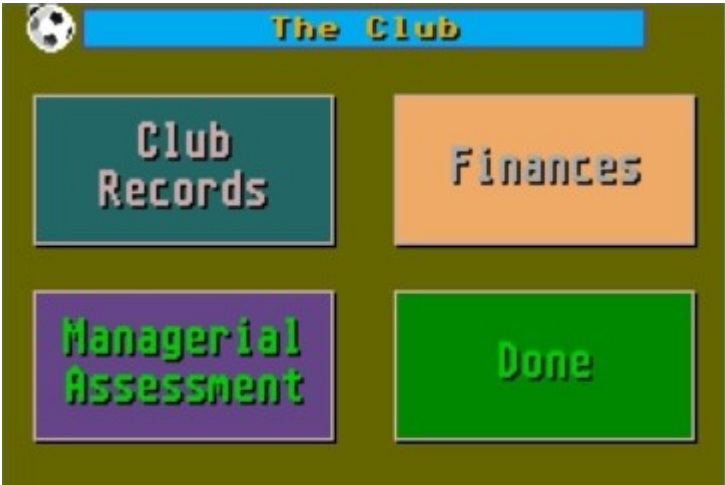 The Club
Club
Records
Finances
Managerial
Assessment
Done